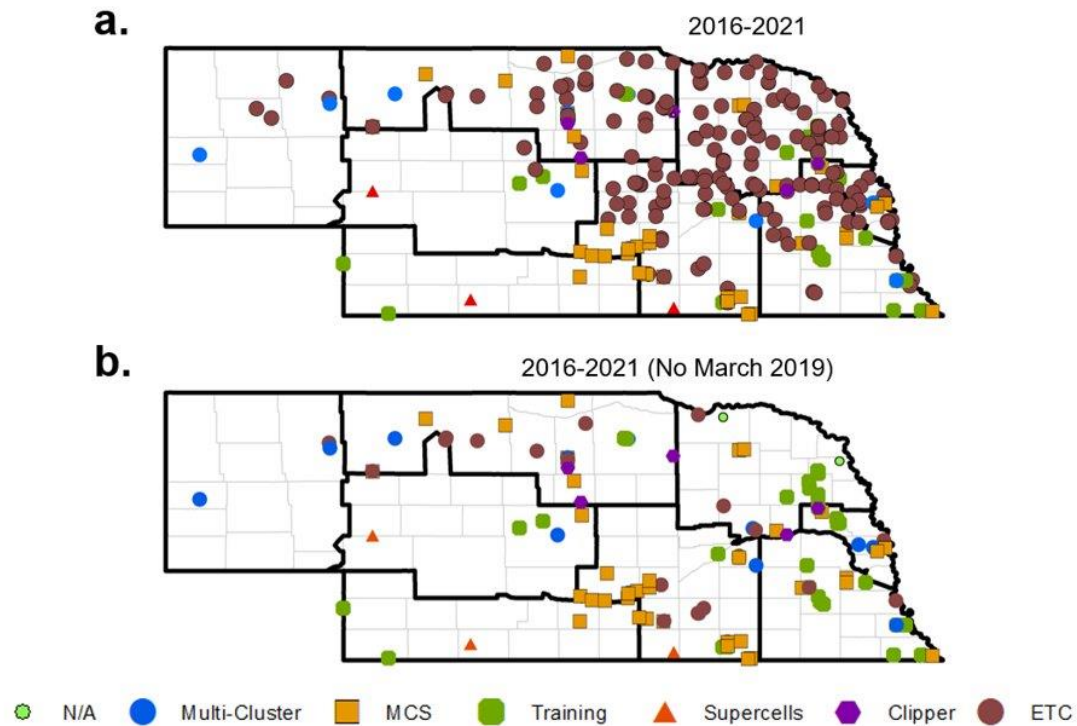 a.
2016-2021
b.
2016-2021 (No March 2019)
N/A Multi-Cluster MCS Training Supercells Clipper ETC